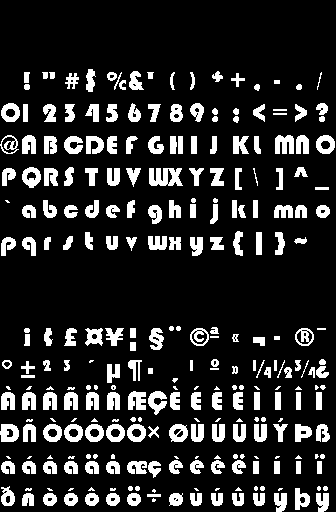 ! " # $ % & ' ( ) * + , - . /
0 1 2 3 4 5 6 7 8 9 : ; < = > ?
@ A B C D E F G H I J K L M N O
P Q R S T U V W X Y Z [ \ ] ^ _
` a b c d e f g h i j k l m n o
p q r s t u v w x y z { | } ~
¡ ¢ £ ¤ ¥ ¦ § ¨ © ª « ¬ - ® ¯
° ± ² ³ ´ µ ¶ · ¸ ¹ º » ¼ ½ ¾ ¿
À Á Â Ã Ä Å Æ Ç È É Ê Ë Ì Í Î Ï
Ð Ñ Ò Ó Ô Õ Ö × Ø Ù Ú Û Ü Ý Þ ß
à á â ã ä å æ ç è é ê ë ì í î ï
ð ñ ò ó ô õ ö ÷ ø ù ú û ü ý þ ÿ